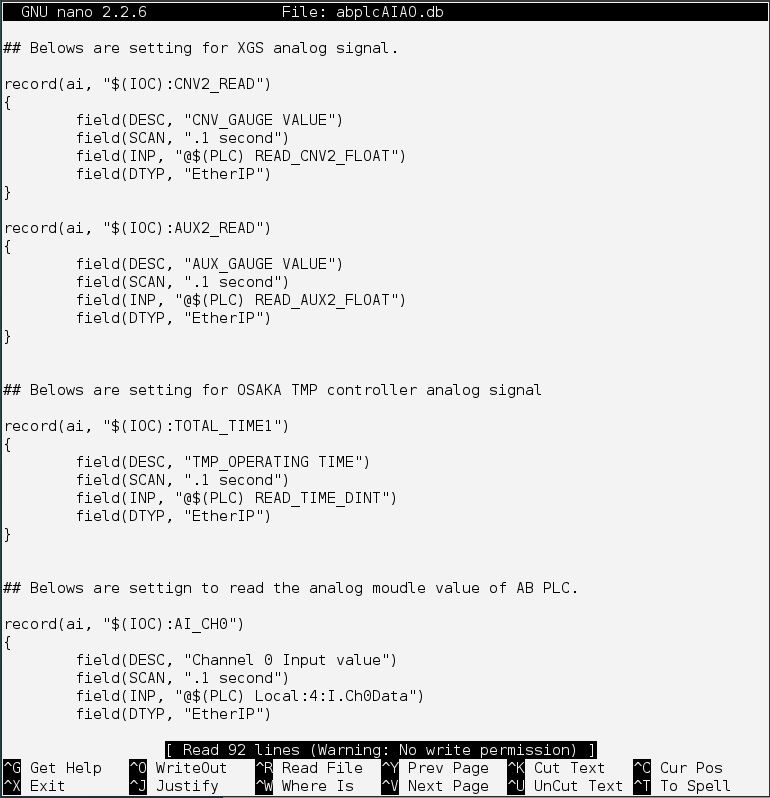 GNU nano 2.2.6 File: abplcAIAO.db
## Belows are setting for XGS analog signal.
record(ai, "$(IOC):CNV2_READ")
{
field(DESC, "CNV_GAUGE VALUE")
field(SCAN, ".1 second")
field(INP, "@$(PLC) READ_CNV2_FLOAT")
field(DTYP, "EtherIP")
}
record(ai, "$(IOC):AUX2_READ")
{
field(DESC, "AUX_GAUGE VALUE")
field(SCAN, ".1 second")
field(INP, "@$(PLC) READ_AUX2_FLOAT")
field(DTYP, "EtherIP")
}
## Belows are setting for OSAKA TMP controller analog signal
record(ai, "$(IOC):TOTAL_TIME1")
{
field(DESC, "TMP_OPERATING TIME")
field(SCAN, ".1 second")
field(INP, "@$(PLC) READ_TIME_DINT")
field(DTYP, "EtherIP")
}
## Belows are settign to read the analog moudle value of AB PLC.
record(ai, "$(IOC):AI_CH0")
{
field(DESC, "Channel 0 Input value")
field(SCAN, ".1 second")
field(INP, "@$(PLC) Local:4:I.Ch0Data")
field(DTYP, "EtherIP")
[ Read 92 lines (Warning: No write permission) ]
^G Get Help ^O WriteOut ^R Read File ^Y Prev Page ^K Cut Text ^C Cur Pos
^X Exit ^J Justify ^W Where Is ^V Next Page ^U UnCut Text ^T To Spell